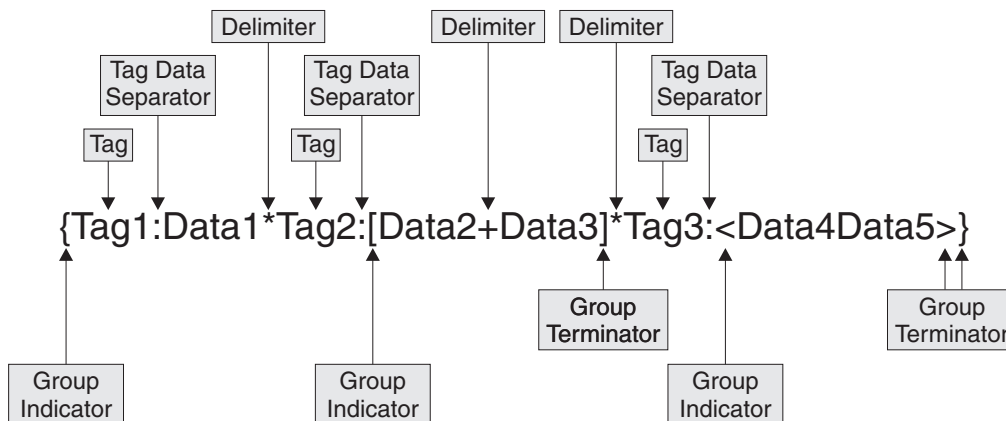 Delimiter Delimiter Delimiter
Tag Data
Separator
Tag Data
Separator
Tag Data
Separator
Tag Tag Tag
{Tag1:Data1*Tag2:[Data2+Data3]*Tag3:<Data4Data5>}
Group
Terminator
Group
Terminator
Group
Indicator
Group
Indicator
Group
Indicator